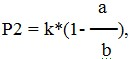 P2 = k*(1- a/b),